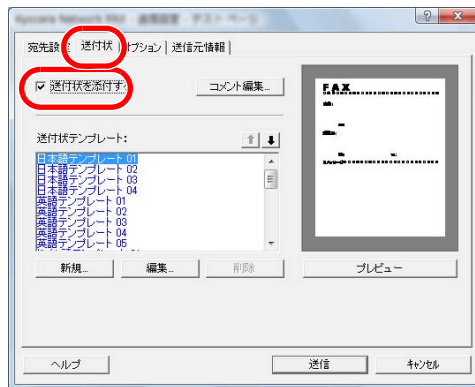 宛先設定 送付状 オプション 送信元情報
送付状を添付する コメント編集...
FAX
送付状テンプレート:
日本語テンプレート 01
日本語テンプレート 02
日本語テンプレート 03
日本語テンプレート 04
英語テンプレート 01
英語テンプレート 02
英語テンプレート 03
英語テンプレート 04
英語テンプレート 05
新規... 編集... 削除 プレビュー
ヘルプ 送信 キャンセル